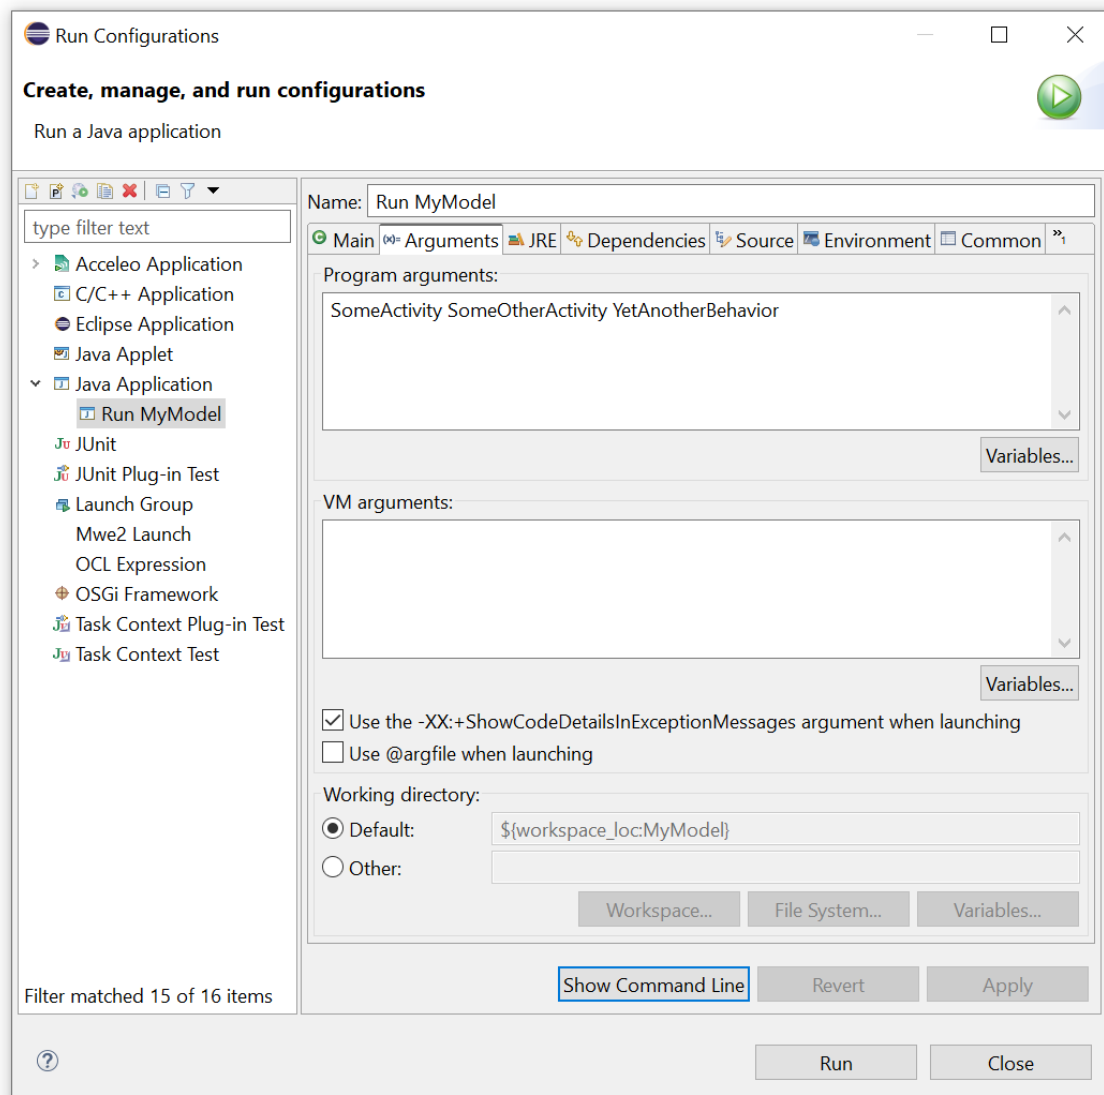 Run Configurations
Create, manage, and run configurations
Run a Java application
type filter text
Acceleo Application
C/C++ Application
Eclipse Application
Java Applet
Java Application
Run MyModel
JUnit
JUnit Plug-in Test
Launch Group
Mwe2 Launch
OCL Expression
OSGi Framework
Task Context Plug-in Test
Task Context Test
Filter matched 15 of 16 items
Name: Run MyModel
Main Arguments JRE Dependencies Source Environment Common »1
Program arguments:
SomeActivity SomeOtherActivity YetAnotherBehavior
Variables...
VM arguments:
Variables...
Use the -XX:+ShowCodeDetailsInExceptionMessages argument when launching
Use @argfile when launching
Working directory:
Default: ${workspace_loc:MyModel}
Other:
Workspace... File System... Variables...
Show Command Line Revert Apply
Run Close